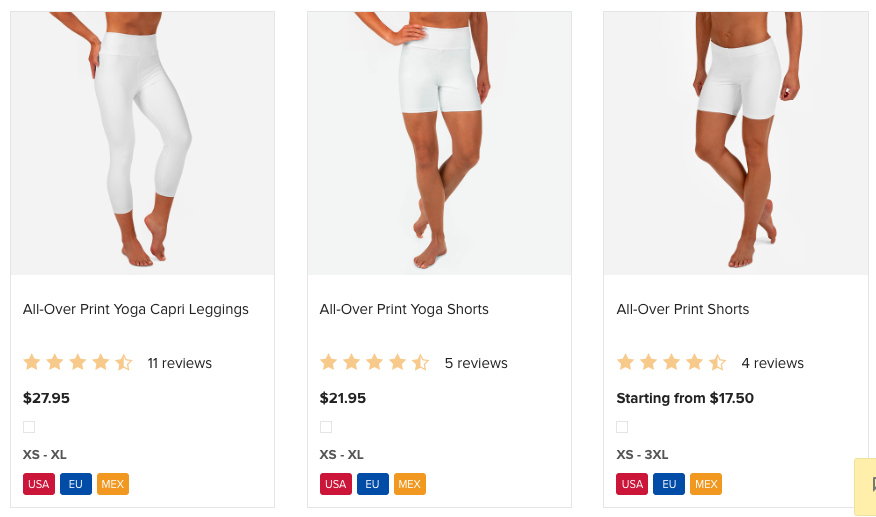 All-Over Print Yoga Capri Leggings
11 reviews
$27.95
XS - XL
USA EU MEX
All-Over Print Yoga Shorts
5 reviews
$21.95
XS - XL
USA EU MEX
All-Over Print Shorts
4 reviews
Starting from $17.50
XS - 3XL
USA EU MEX